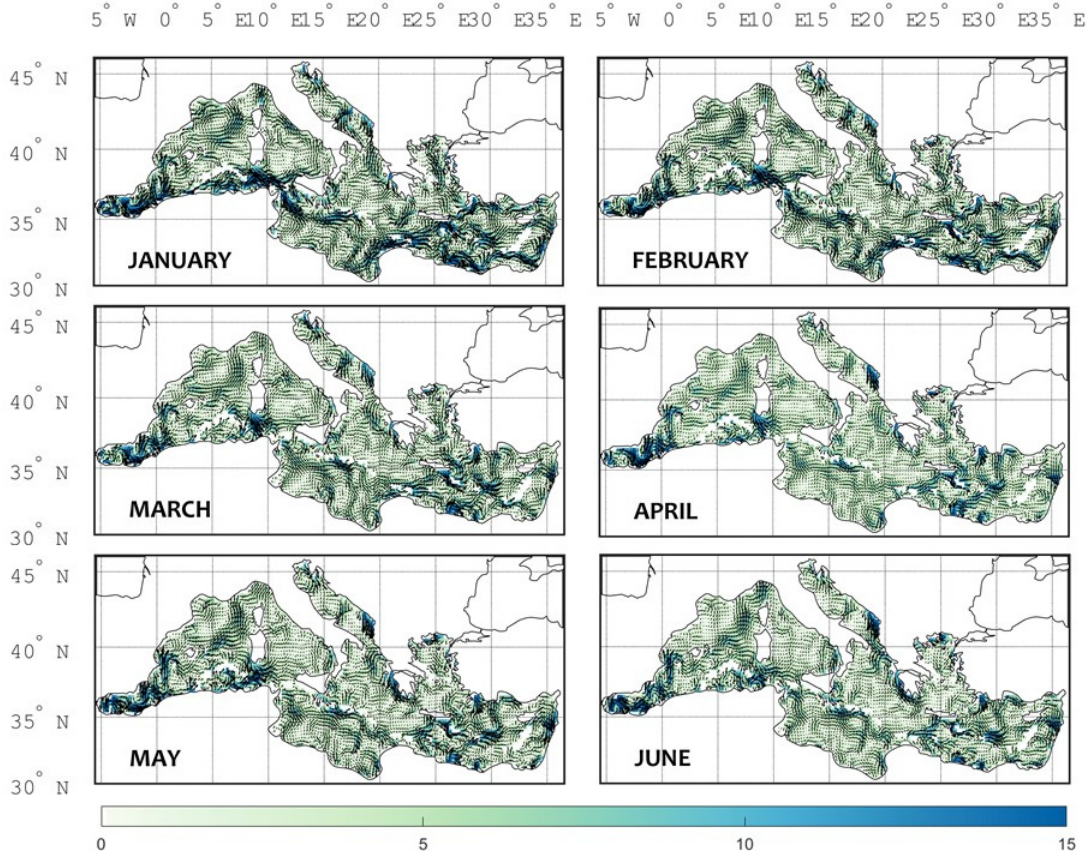 5° W 0° 5° E10° E15° E20° E25° E30° E35° E 5° W 0° 5° E10° E15° E20° E25° E30° E35° E
45° N
40° N
35° N
30° N
JANUARY FEBRUARY
45° N
40° N
35° N
30° N
MARCH APRIL
45° N
40° N
35° N
30° N
MAY JUNE
0 5 10 15